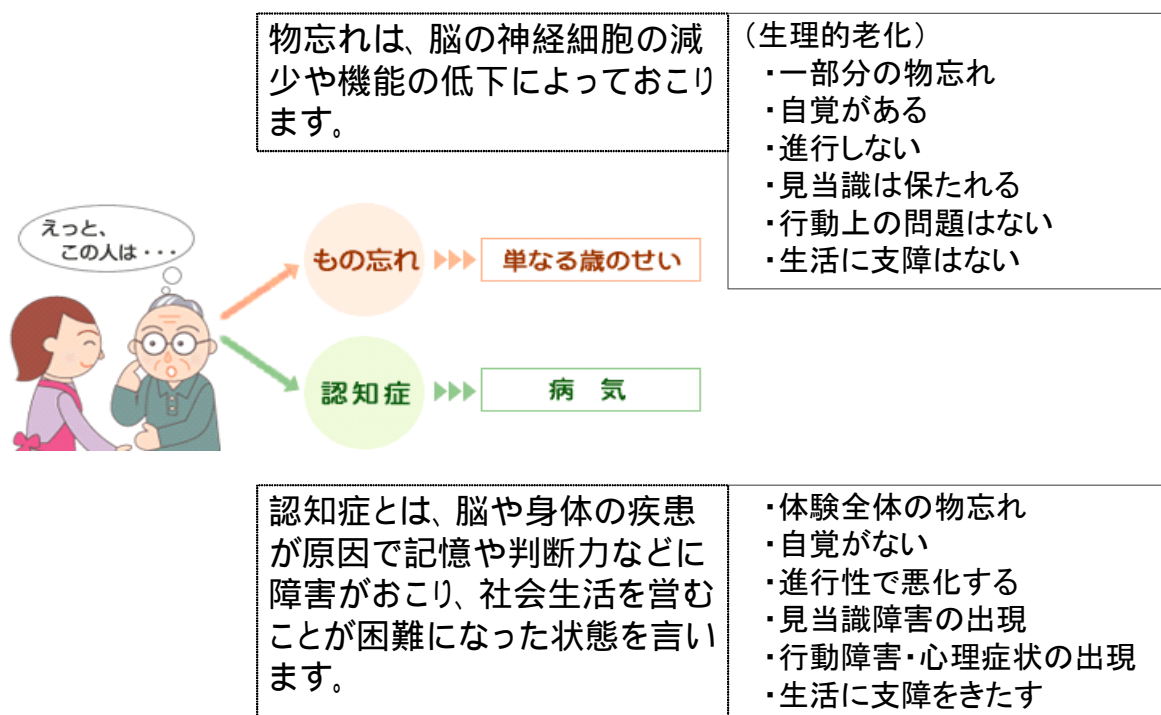 物忘れは、脳の神経細胞の減
少や機能の低下によっておこり
ます。
（生理的老化）
・一部分の物忘れ
・自覚がある
・進行しない
・見当識は保たれる
・行動上の問題はない
・生活に支障はない
えっと、
この人は・・・
もの忘れ
単なる歳のせい
認知症
病 気
認知症とは、脳や身体の疾患
が原因で記憶や判断力などに
障害がおこり、社会生活を営む
ことが困難になった状態を言い
ます。
・体験全体の物忘れ
・自覚がない
・進行性で悪化する
・見当識障害の出現
・行動障害・心理症状の出現
・生活に支障をきたす